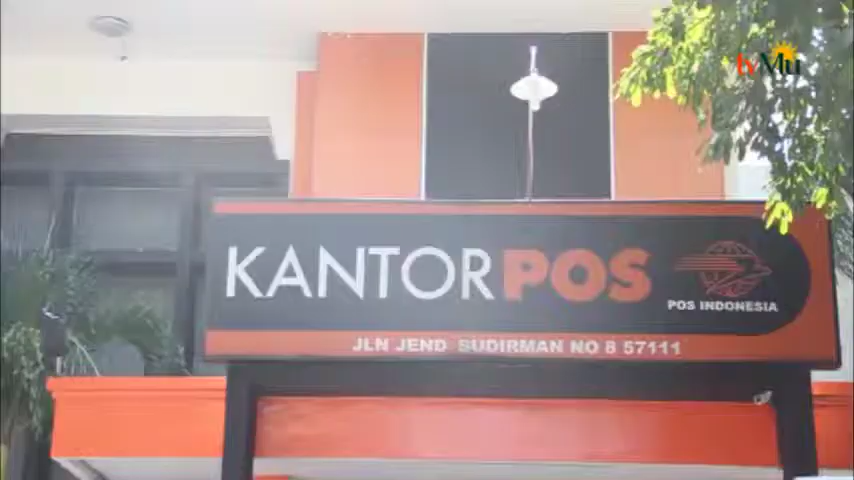 tvMu
KANTORPOS
POS INDONESIA
JLN JEND SUDIRMAN NO 8 57111